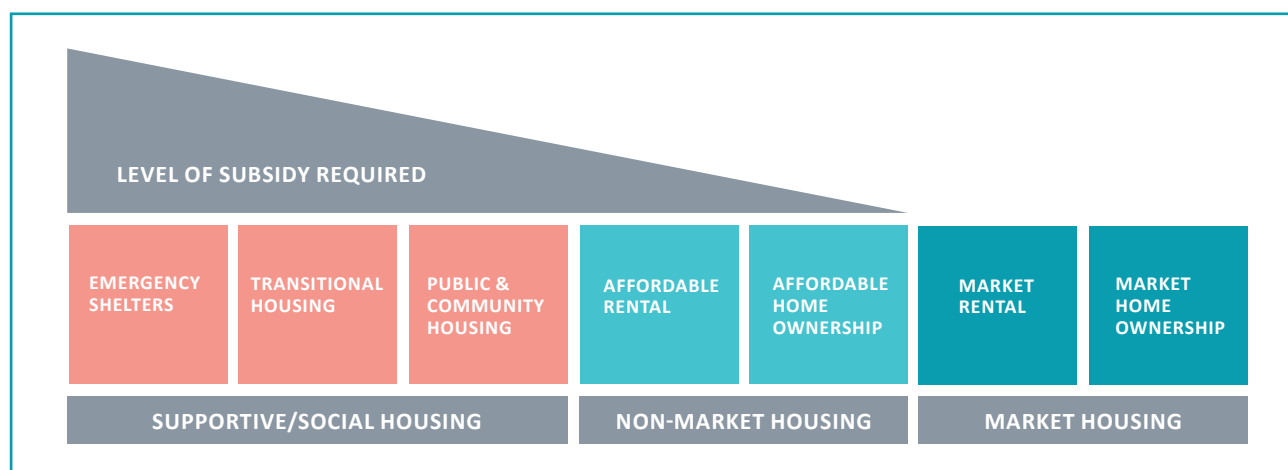 LEVEL OF SUBSIDY REQUIRED
EMERGENCY
SHELTERS
TRANSITIONAL
HOUSING
PUBLIC &
COMMUNITY
HOUSING
AFFORDABLE
RENTAL
AFFORDABLE
HOME
OWNERSHIP
MARKET
RENTAL
MARKET
HOME
OWNERSHIP
SUPPORTIVE/SOCIAL HOUSING
NON-MARKET HOUSING
MARKET HOUSING